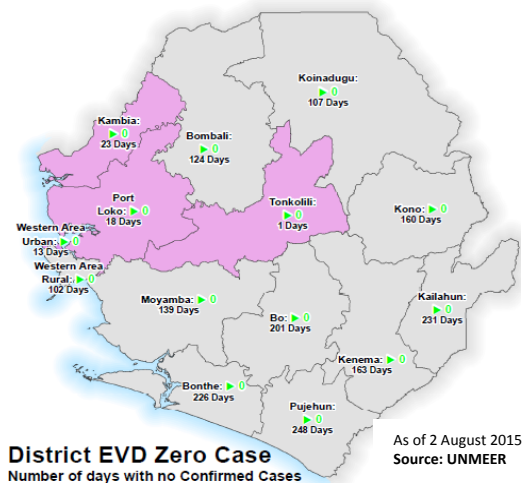 Koinadugu:
0
107 Days
Kambia:
0
23 Days
Bombali:
0
124 Days
Port
Loko: 0
18 Days
Tonkolili:
0
1 Days
Kono: 0
160 Days
Western Area
Urban: 0
13 Days
Western Area
Rural: 0
102 Days
Moyamba: 0
139 Days
Bo: 0
201 Days
Kailahun:
0
231 Days
Kenema: 0
163 Days
Bonthe: 0
226 Days
Pujehun:
0
248 Days
District EVD Zero Case
Number of days with no Confirmed Cases
As of 2 August 2015
Source: UNMEER